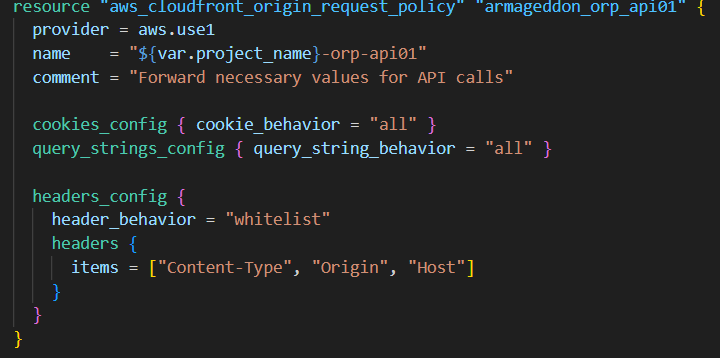 resource "aws_cloudfront_origin_request_policy" "armageddon_orp_api01" {
provider = aws.use1
name    = "${var.project_name}-orp-api01"
comment = "Forward necessary values for API calls"
cookies_config { cookie_behavior = "all" }
query_strings_config { query_string_behavior = "all" }
headers_config {
header_behavior = "whitelist"
headers {
items = ["Content-Type", "Origin", "Host"]
}
}
}